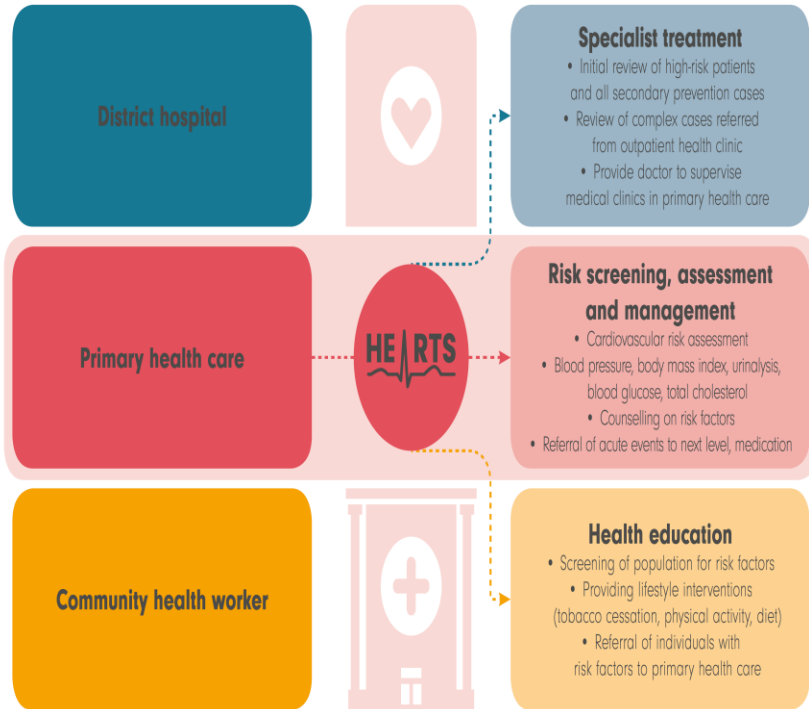 District hospital
Specialist treatment
• Initial review of high-risk patients
and all secondary prevention cases
• Review of complex cases referred
from outpatient health clinic
• Provide doctor to supervise
medical clinics in primary health care
Primary health care
HEARTS
Risk screening, assessment
and management
• Cardiovascular risk assessment
• Blood pressure, body mass index, urinalysis,
blood glucose, total cholesterol
• Counselling on risk factors
• Referral of acute events to next level, medication
Community health worker
Health education
• Screening of population for risk factors
• Providing lifestyle interventions
(tobacco cessation, physical activity, diet)
• Referral of individuals with
risk factors to primary health care